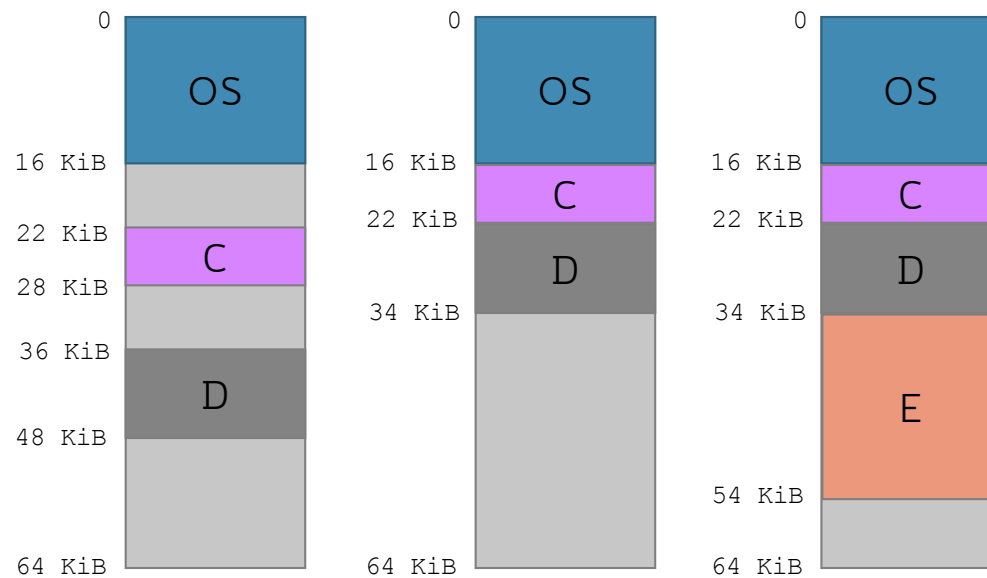 0
OS
16 KiB
22 KiB
C
28 KiB
36 KiB
D
48 KiB
64 KiB
0
OS
16 KiB
C
22 KiB
D
34 KiB
64 KiB
0
OS
16 KiB
C
22 KiB
D
34 KiB
E
54 KiB
64 KiB